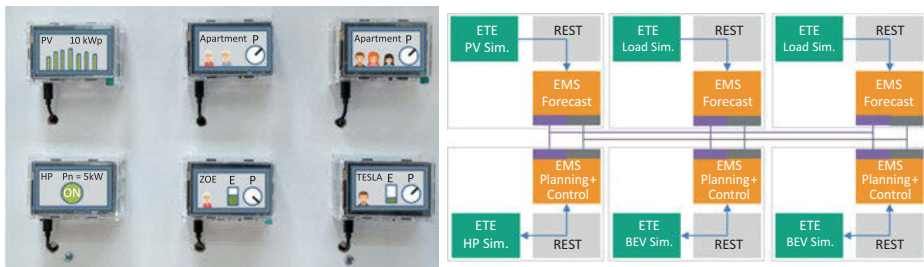 PV 10 kWp
Apartment P
Apartment P
HP Pn = 5kW
ON
ZOE E P
TESLA E P
ETE
PV Sim.
REST
EMS
Forecast
ETE
Load Sim.
REST
EMS
Forecast
ETE
Load Sim.
REST
EMS
Forecast
EMS
Planning+
Control
ETE
HP Sim.
REST
EMS
Planning+
Control
ETE
BEV Sim.
REST
EMS
Planning+
Control
ETE
BEV Sim.
REST